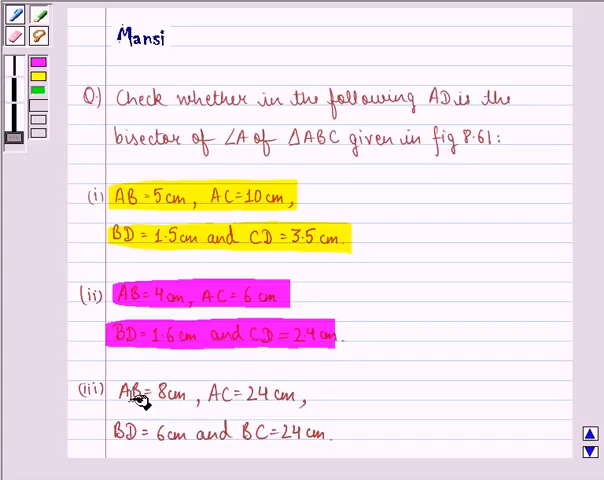 Mansi
Q.) Check whether in the following AD is the
bisector of ∠A of △ABC given in fig 8.61:
(i) AB = 5 cm, AC = 10 cm,
BD = 1.5 cm and CD = 3.5 cm.
(ii) AB = 4 cm, AC = 6 cm
BD = 1.6 cm and CD = 2.4 cm.
(iii) AB = 8 cm, AC = 24 cm,
BD = 6 cm and BC = 24 cm.